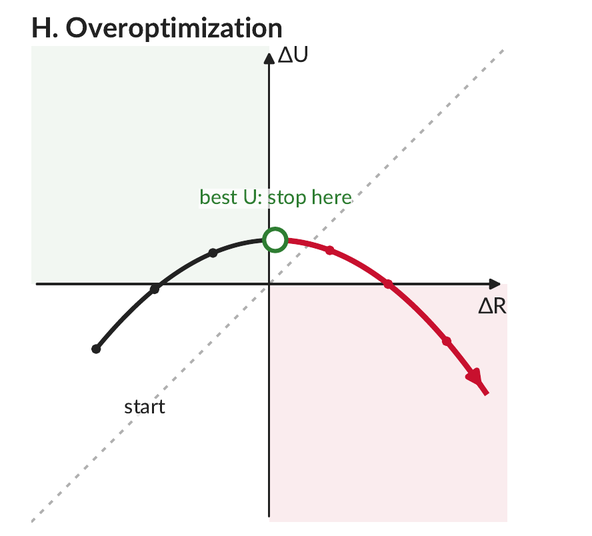 H. Overoptimization
ΔU
best U: stop here
ΔR
start